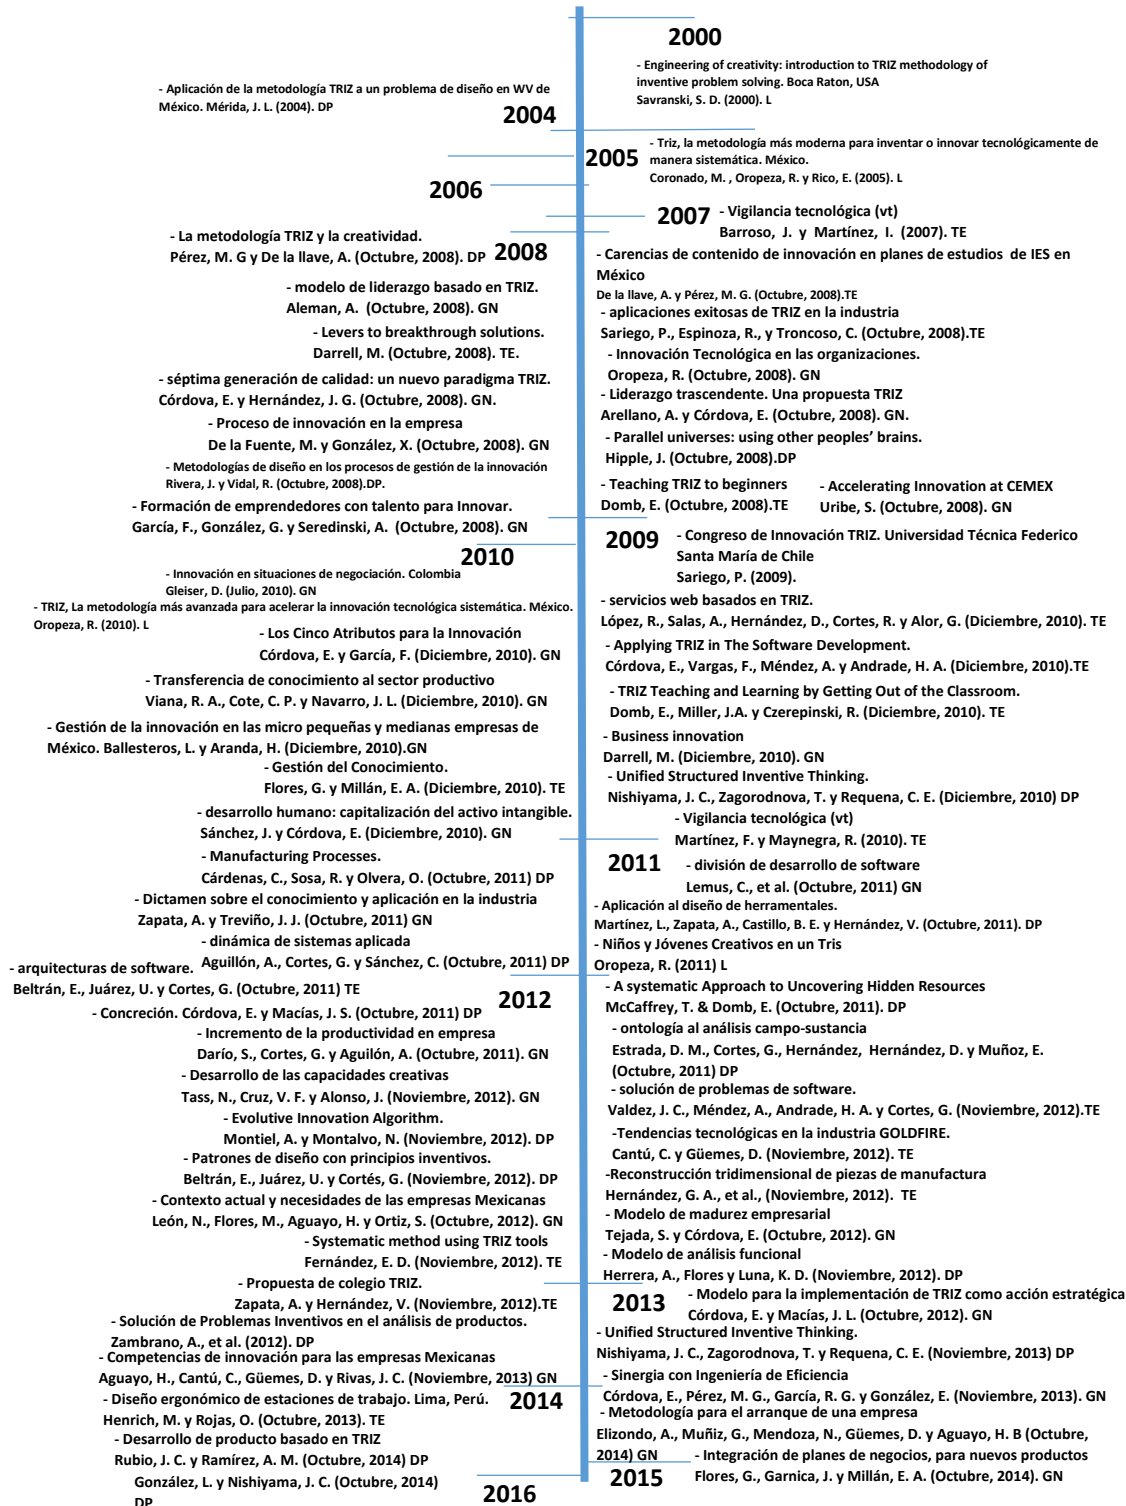 2000
- Engineering of creativity: introduction to TRIZ methodology of
inventive problem solving. Boca Raton, USA
Savranski, S. D. (2000). L
- Aplicación de la metodología TRIZ a un problema de diseño en WV de
México. Mérida, J. L. (2004). DP
2004
2005
- Triz, la metodología más moderna para inventar o innovar tecnológicamente de
manera sistemática. México.
Coronado, M. , Oropeza, R. y Rico, E. (2005). L
2006
2007
- Vigilancia tecnológica (vt)
Barroso, J. y Martínez, I. (2007). TE
- La metodología TRIZ y la creatividad.
Pérez, M. G y De la llave, A. (Octubre, 2008). DP
2008
- Carencias de contenido de innovación en planes de estudios de IES en
México
De la llave, A. y Pérez, M. G. (Octubre, 2008).TE
- modelo de liderazgo basado en TRIZ.
Aleman, A. (Octubre, 2008). GN
- aplicaciones exitosas de TRIZ en la industria
Sariego, P., Espinoza, R., y Troncoso, C. (Octubre, 2008).TE
- Levers to breakthrough solutions.
Darrell, M. (Octubre, 2008). TE.
- Innovación Tecnológica en las organizaciones.
Oropeza, R. (Octubre, 2008). GN
- séptima generación de calidad: un nuevo paradigma TRIZ.
Córdova, E. y Hernández, J. G. (Octubre, 2008). GN.
- Liderazgo trascendente. Una propuesta TRIZ
Arellano, A. y Córdova, E. (Octubre, 2008). GN.
- Proceso de innovación en la empresa
De la Fuente, M. y González, X. (Octubre, 2008). GN
- Parallel universes: using other peoples’ brains.
Hipple, J. (Octubre, 2008).DP
- Metodologías de diseño en los procesos de gestión de la innovación
Rivera, J. y Vidal, R. (Octubre, 2008).DP.
- Teaching TRIZ to beginners
Domb, E. (Octubre, 2008).TE
- Accelerating Innovation at CEMEX
Uribe, S. (Octubre, 2008). GN
- Formación de emprendedores con talento para Innovar.
García, F., González, G. y Seredinski, A. (Octubre, 2008). GN
2009
- Congreso de Innovación TRIZ. Universidad Técnica Federico
Santa María de Chile
Sariego, P. (2009).
2010
- Innovación en situaciones de negociación. Colombia
Gleiser, D. (Julio, 2010). GN
- TRIZ, La metodología más avanzada para acelerar la innovación tecnológica sistemática. México.
Oropeza, R. (2010). L
- servicios web basados en TRIZ.
López, R., Salas, A., Hernández, D., Cortes, R. y Alor, G. (Diciembre, 2010). TE
- Los Cinco Atributos para la Innovación
Córdova, E. y García, F. (Diciembre, 2010). GN
- Applying TRIZ in The Software Development.
Córdova, E., Vargas, F., Méndez, A. y Andrade, H. A. (Diciembre, 2010).TE
- Transferencia de conocimiento al sector productivo
Viana, R. A., Cote, C. P. y Navarro, J. L. (Diciembre, 2010). GN
- TRIZ Teaching and Learning by Getting Out of the Classroom.
Domb, E., Miller, J.A. y Czerepinski, R. (Diciembre, 2010). TE
- Gestión de la innovación en las micro pequeñas y medianas empresas de
México. Ballesteros, L. y Aranda, H. (Diciembre, 2010).GN
- Business innovation
Darrell, M. (Diciembre, 2010). GN
- Gestión del Conocimiento.
Flores, G. y Millán, E. A. (Diciembre, 2010). TE
- Unified Structured Inventive Thinking.
Nishiyama, J. C., Zagorodnova, T. y Requena, C. E. (Diciembre, 2010) DP
- desarrollo humano: capitalización del activo intangible.
Sánchez, J. y Córdova, E. (Diciembre, 2010). GN
- Vigilancia tecnológica (vt)
Martínez, F. y Maynegra, R. (2010). TE
2011
- Manufacturing Processes.
Cárdenas, C., Sosa, R. y Olvera, O. (Octubre, 2011) DP
- división de desarrollo de software
Lemus, C., et al. (Octubre, 2011) GN
- Dictamen sobre el conocimiento y aplicación en la industria
Zapata, A. y Treviño, J. J. (Octubre, 2011) GN
- Aplicación al diseño de herramentales.
Martínez, L., Zapata, A., Castillo, B. E. y Hernández, V. (Octubre, 2011). DP
- dinámica de sistemas aplicada
Aguillón, A., Cortes, G. y Sánchez, C. (Octubre, 2011) DP
- Niños y Jóvenes Creativos en un Tris
Oropeza, R. (2011) L
- arquitecturas de software.
Beltrán, E., Juárez, U. y Cortes, G. (Octubre, 2011) TE
2012
- A systematic Approach to Uncovering Hidden Resources
McCaffrey, T. & Domb, E. (Octubre, 2011). DP
- Concreción. Córdova, E. y Macías, J. S. (Octubre, 2011) DP
- Incremento de la productividad en empresa
Darío, S., Cortes, G. y Aguilón, A. (Octubre, 2011). GN
- ontología al análisis campo-sustancia
Estrada, D. M., Cortes, G., Hernández, Hernández, D. y Muñoz, E.
(Octubre, 2011) DP
- Desarrollo de las capacidades creativas
Tass, N., Cruz, V. F. y Alonso, J. (Noviembre, 2012). GN
- solución de problemas de software.
Valdez, J. C., Méndez, A., Andrade, H. A. y Cortes, G. (Noviembre, 2012).TE
- Evolutive Innovation Algorithm.
Montiel, A. y Montalvo, N. (Noviembre, 2012). DP
-Tendencias tecnológicas en la industria GOLDFIRE.
Cantú, C. y Güemes, D. (Noviembre, 2012). TE
- Patrones de diseño con principios inventivos.
Beltrán, E., Juárez, U. y Cortés, G. (Noviembre, 2012). DP
-Reconstrucción tridimensional de piezas de manufactura
Hernández, G. A., et al., (Noviembre, 2012). TE
- Contexto actual y necesidades de las empresas Mexicanas
León, N., Flores, M., Aguayo, H. y Ortiz, S. (Octubre, 2012). GN
- Modelo de madurez empresarial
Tejada, S. y Córdova, E. (Octubre, 2012). GN
- Systematic method using TRIZ tools
Fernández, E. D. (Noviembre, 2012). TE
- Modelo de análisis funcional
Herrera, A., Flores y Luna, K. D. (Noviembre, 2012). DP
- Propuesta de colegio TRIZ.
Zapata, A. y Hernández, V. (Noviembre, 2012).TE
2013
- Modelo para la implementación de TRIZ como acción estratégica
Córdova, E. y Macías, J. L. (Octubre, 2012). GN
- Solución de Problemas Inventivos en el análisis de productos.
Zambrano, A., et al. (2012). DP
- Unified Structured Inventive Thinking.
Nishiyama, J. C., Zagorodnova, T. y Requena, C. E. (Noviembre, 2013) DP
- Competencias de innovación para las empresas Mexicanas
Aguayo, H., Cantú, C., Güemes, D. y Rivas, J. C. (Noviembre, 2013) GN
- Sinergia con Ingeniería de Eficiencia
Córdova, E., Pérez, M. G., García, R. G. y González, E. (Noviembre, 2013). GN
- Diseño ergonómico de estaciones de trabajo. Lima, Perú.
Henrich, M. y Rojas, O. (Octubre, 2013). TE
2014
- Metodología para el arranque de una empresa
Elizondo, A., Muñiz, G., Mendoza, N., Güemes, D. y Aguayo, H. B (Octubre,
2014) GN
- Desarrollo de producto basado en TRIZ
Rubio, J. C. y Ramírez, A. M. (Octubre, 2014) DP
- Integración de planes de negocios, para nuevos productos
Flores, G., Garnica, J. y Millán, E. A. (Octubre, 2014). GN
2015
González, L. y Nishiyama, J. C. (Octubre, 2014)
DP
2016